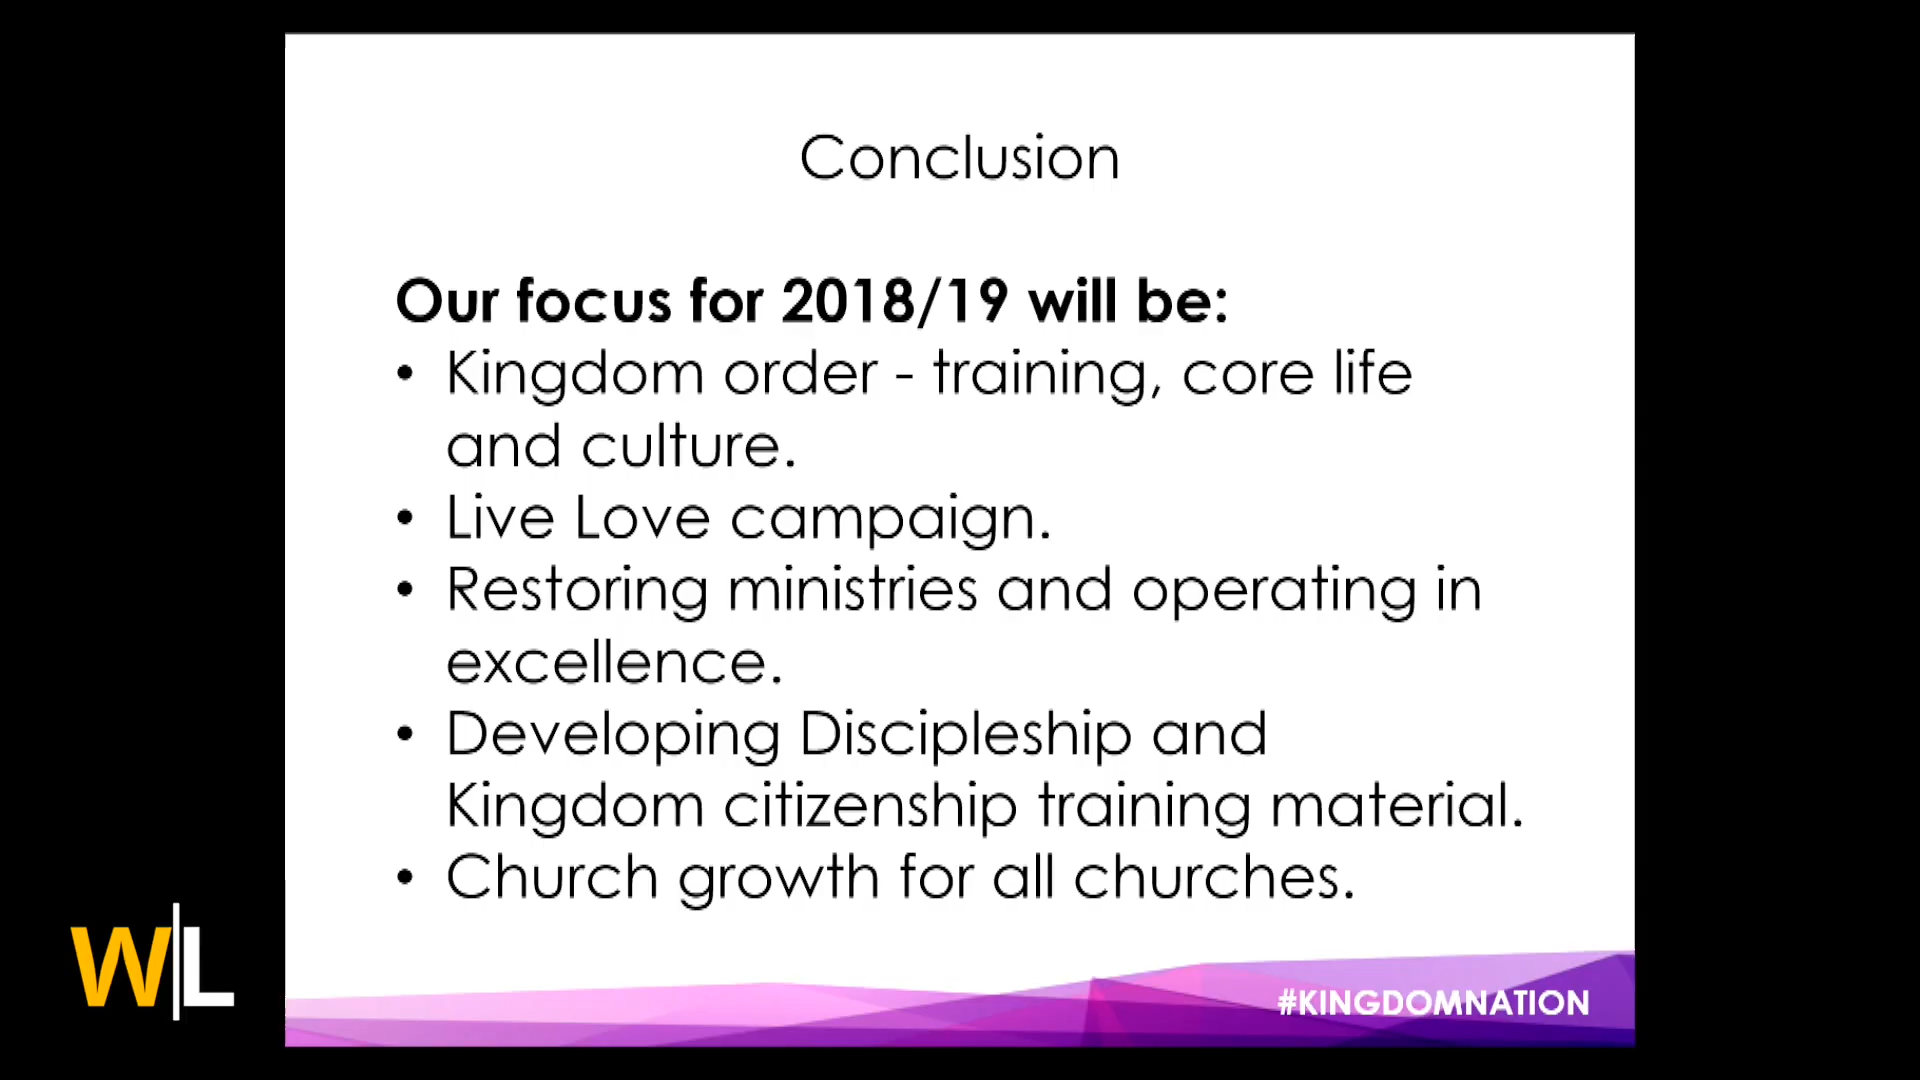 Conclusion
Our focus for 2018/19 will be:
• Kingdom order - training, core life
and culture.
• Live Love campaign.
• Restoring ministries and operating in
excellence.
• Developing Discipleship and
Kingdom citizenship training material.
• Church growth for all churches.
W|L
#KINGDOMNATION